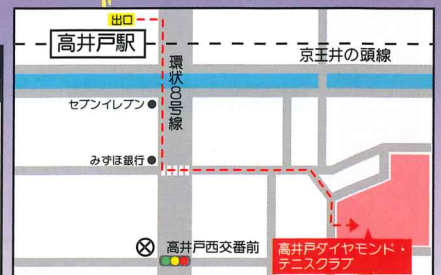 出口
高井戸駅
京王井の頭線
環状8号線
セブンイレブン
みずほ銀行
高井戸西交番前
高井戸ダイヤモンド・
テニスクラブ